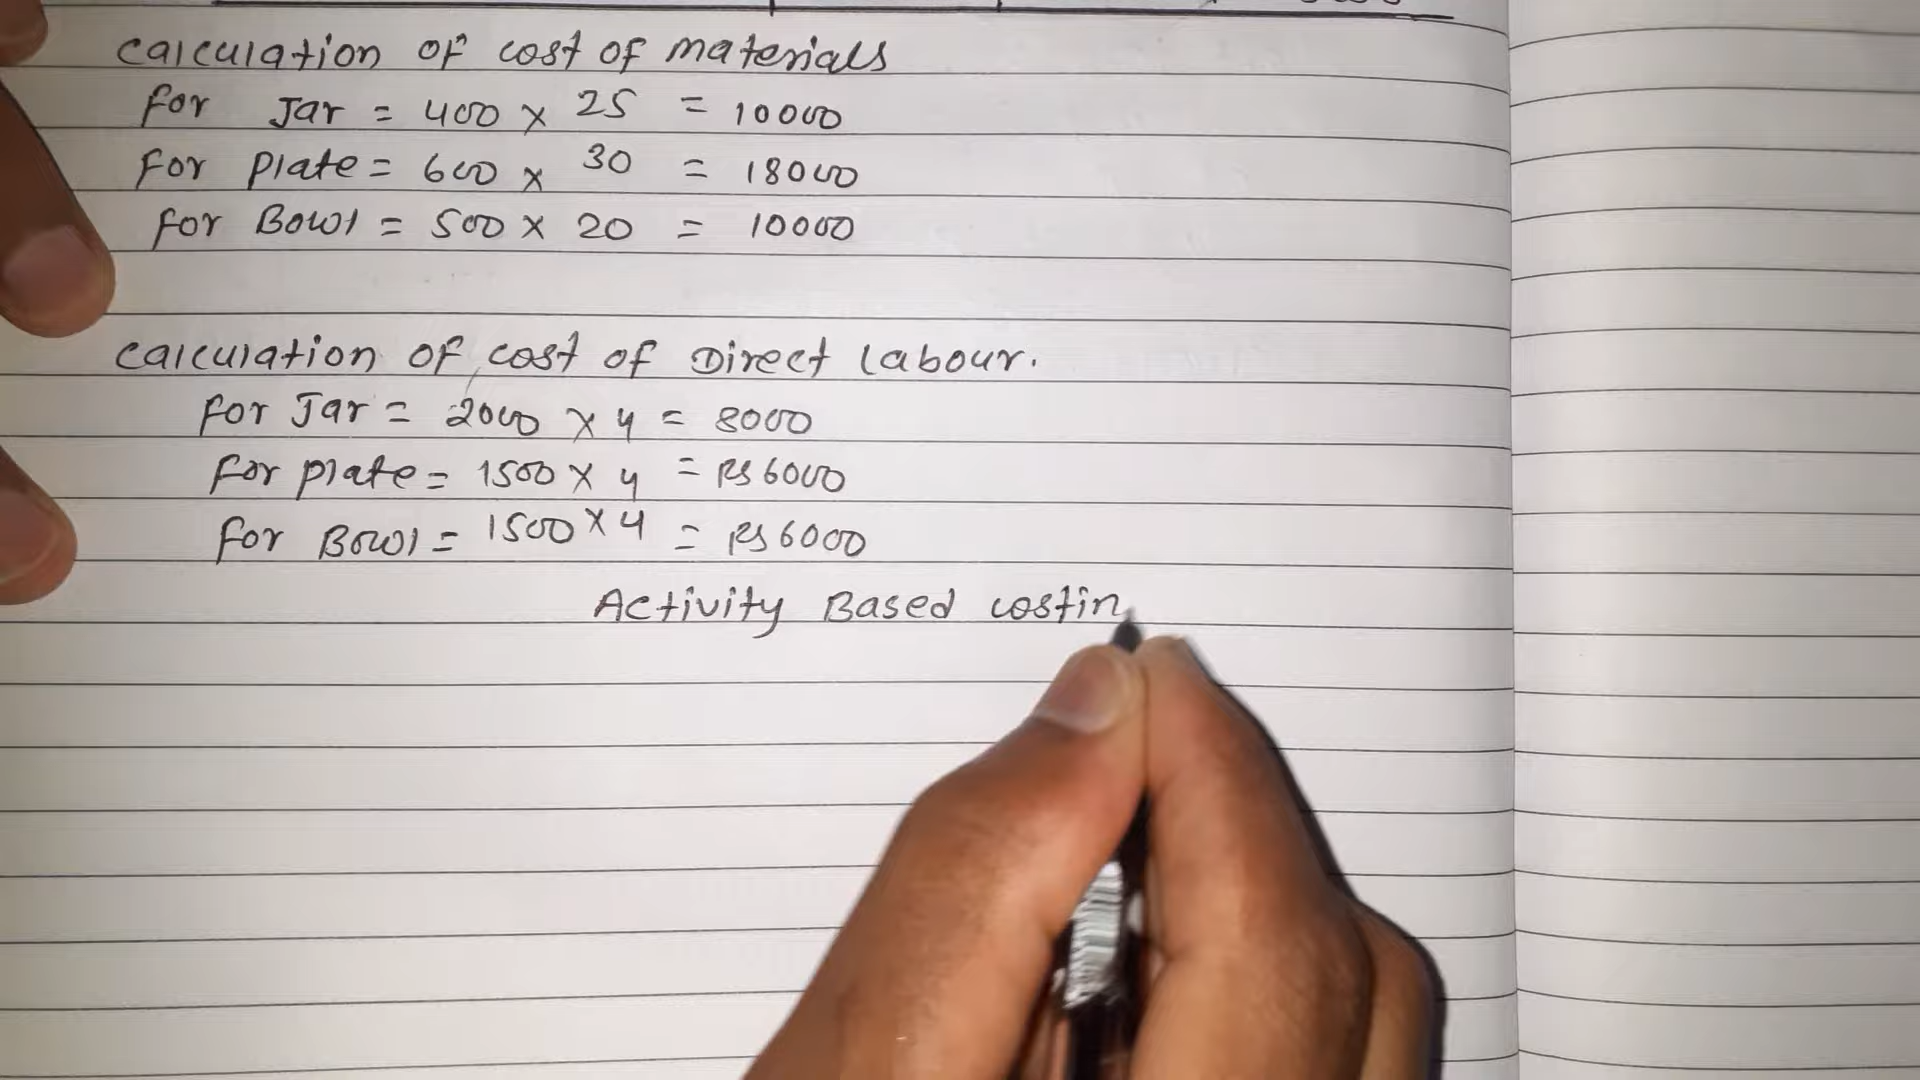 Calculation of cost of materials
For Jar = 400 × 25 = 10000
For Plate = 600 × 30 = 18000
For Bowl = 500 × 20 = 10000
Calculation of cost of Direct Labour.
For Jar = 2000 × 4 = 8000
For plate = 1500 × 4 = Rs 6000
For Bowl = 1500 × 4 = Rs 6000
Activity Based costin